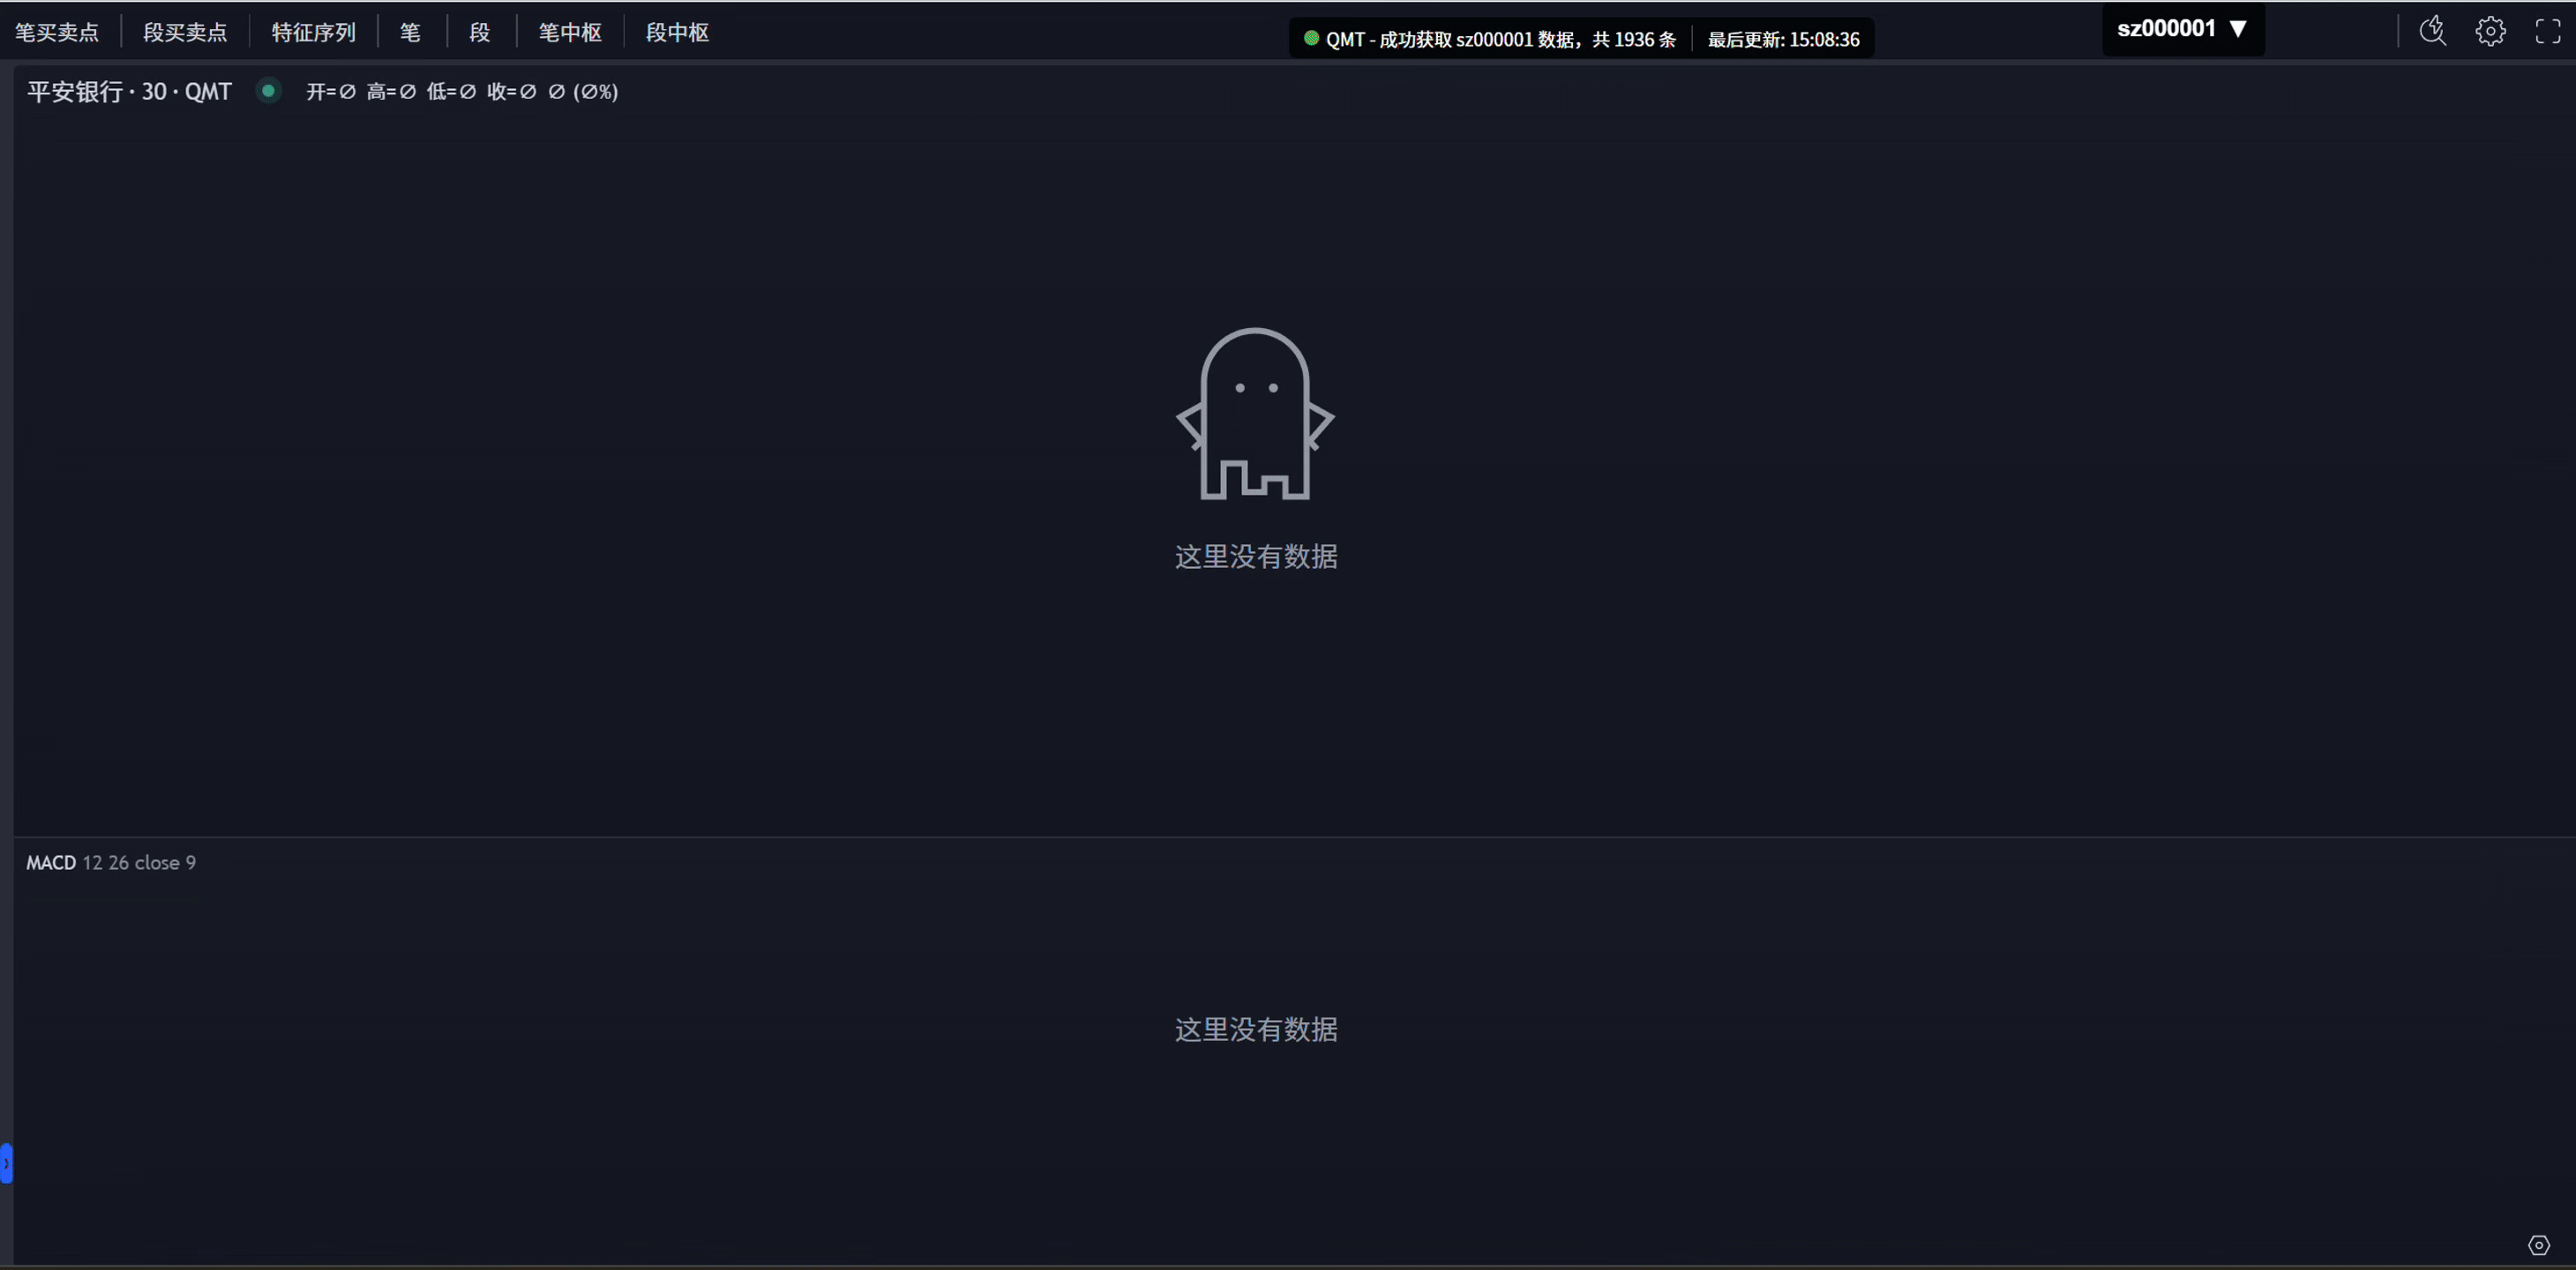 笔买卖点 段买卖点 特征序列 笔 段 笔中枢 段中枢
QMT - 成功获取 sz000001 数据，共 1936 条 最后更新: 15:08:36
sz000001 ▼
平安银行 · 30 · QMT 开=∅ 高=∅ 低=∅ 收=∅ ∅ (∅%)
这里没有数据
MACD 12 26 close 9
这里没有数据